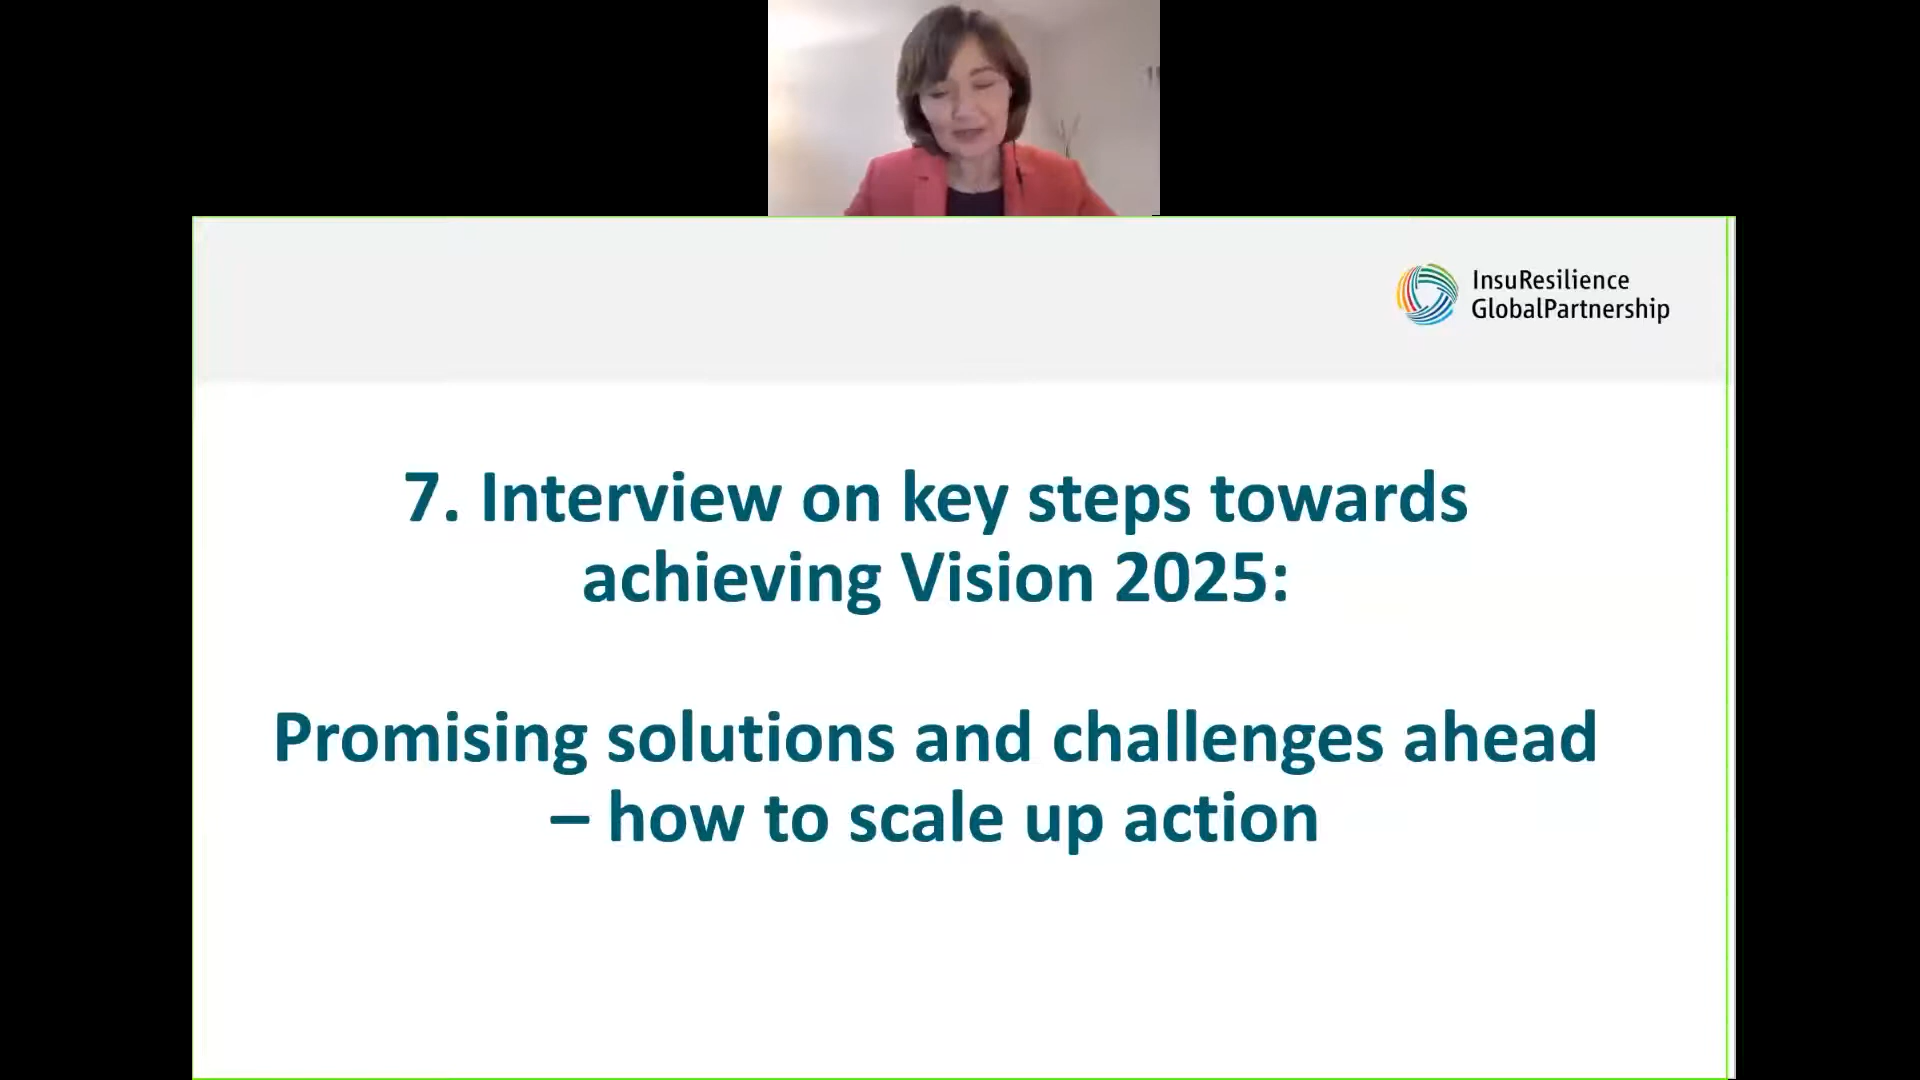 InsuResilience
GlobalPartnership
7. Interview on key steps towards
achieving Vision 2025:
Promising solutions and challenges ahead
– how to scale up action